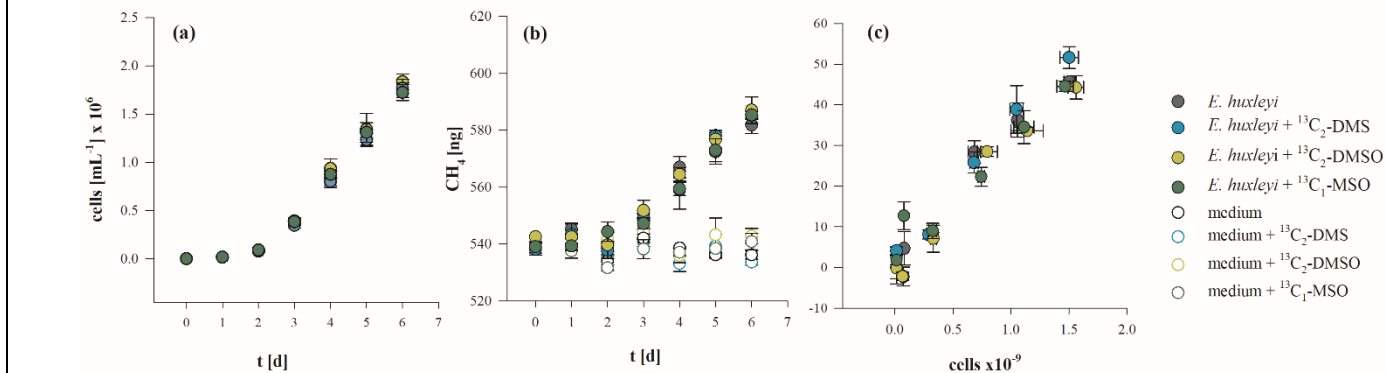 (a)
cells [mL⁻¹] x 10⁶
2.5
2.0
1.5
1.0
0.5
0.0
0 1 2 3 4 5 6 7
t [d]
(b)
CH₄ [ng]
600
580
560
540
520
0 1 2 3 4 5 6 7
t [d]
(c)
60
50
40
30
20
10
0
-10
0.0 0.5 1.0 1.5 2.0
cells x10⁻⁹
E. huxleyi
E. huxleyi + ¹³C₂-DMS
E. huxleyi + ¹³C₂-DMSO
E. huxleyi + ¹³C₁-MSO
medium
medium + ¹³C₂-DMS
medium + ¹³C₂-DMSO
medium + ¹³C₁-MSO